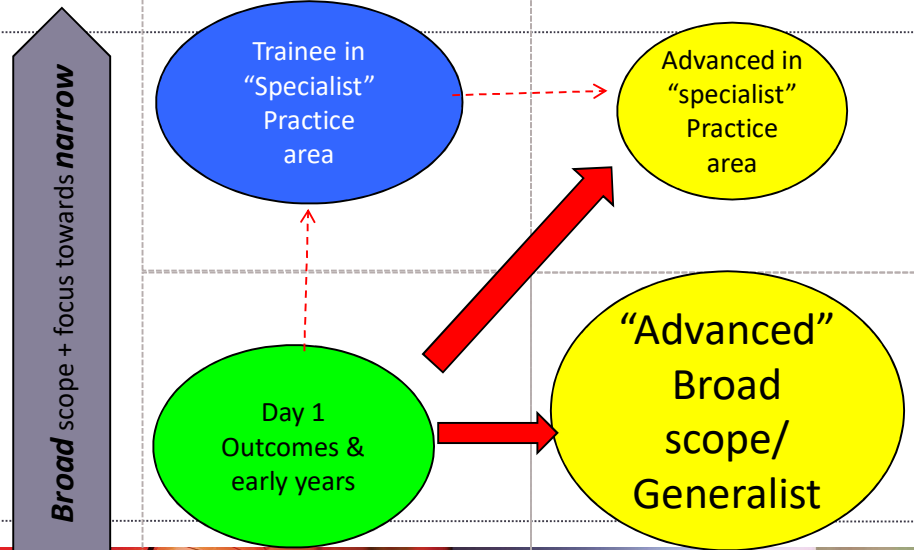 Broad scope + focus towards narrow
Trainee in
“Specialist”
Practice
area
Advanced in
“specialist”
Practice
area
Day 1
Outcomes &
early years
“Advanced”
Broad
scope/
Generalist